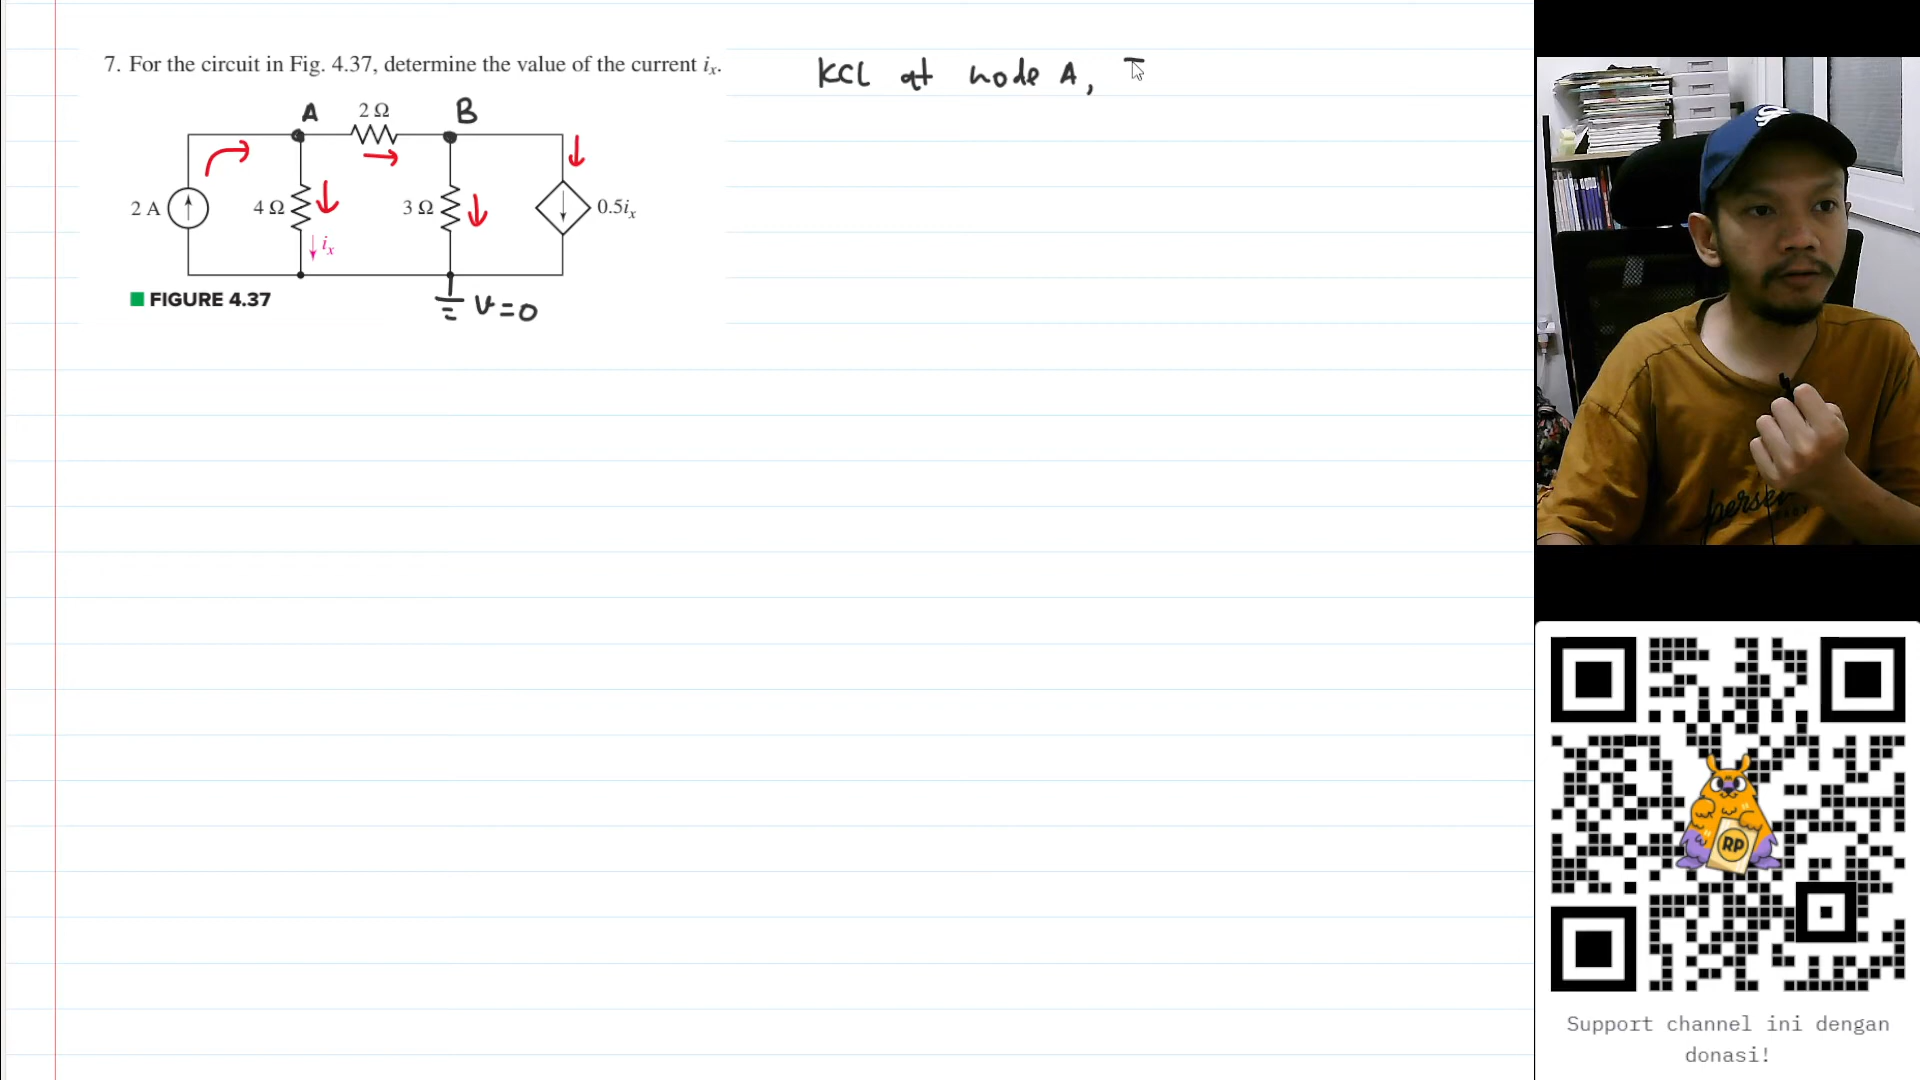 7. For the circuit in Fig. 4.37, determine the value of the current iₓ.
KCL at node A,
A
2 Ω
B
2 A
4 Ω
3 Ω
0.5iₓ
iₓ
FIGURE 4.37
V = 0
RP
Support channel ini dengan
donasi!